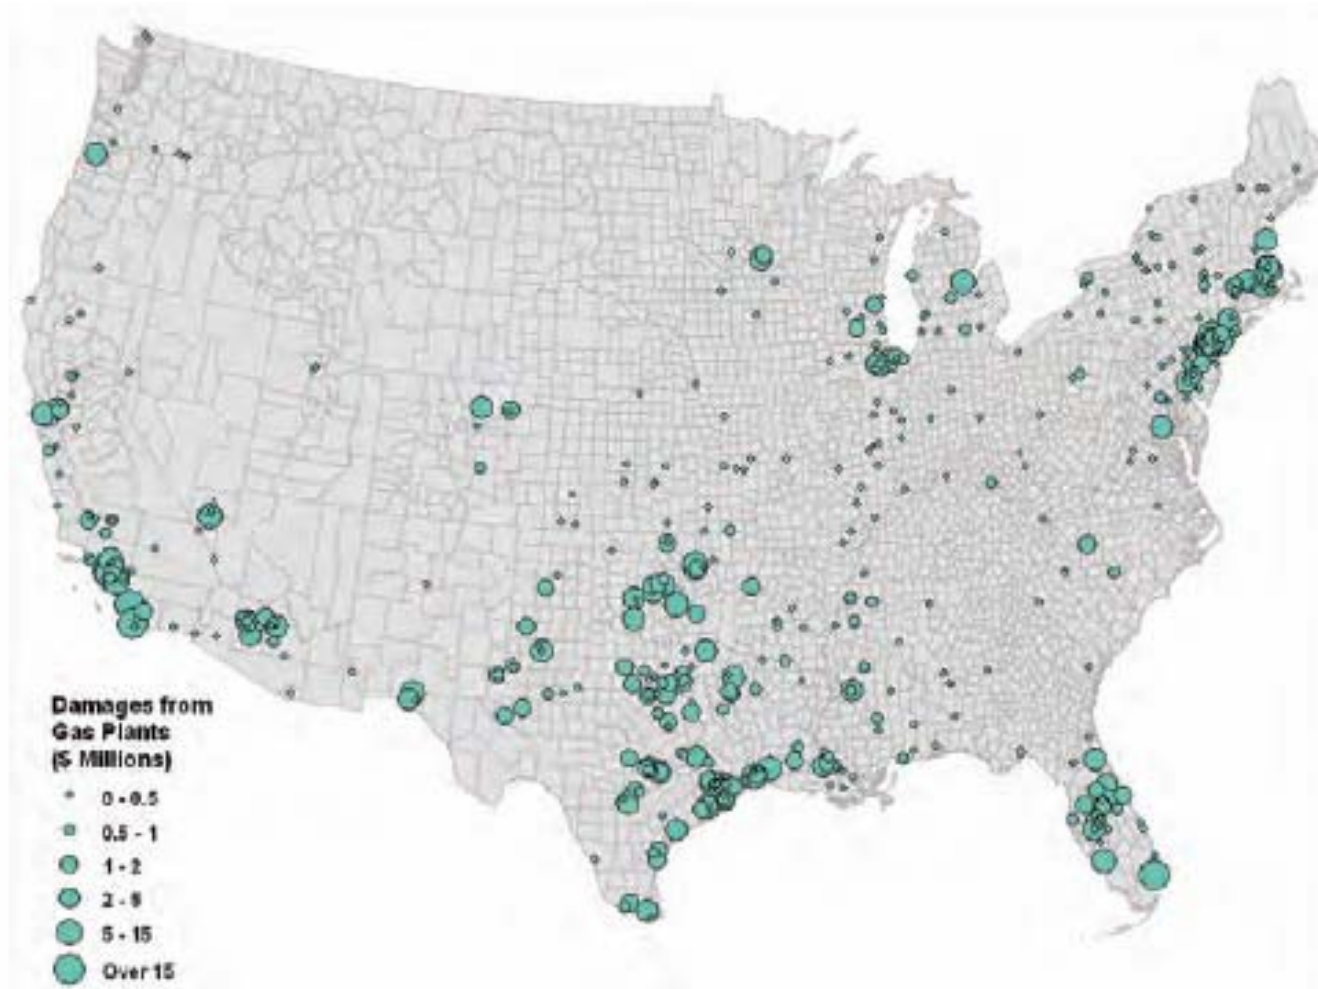 Damages from
Gas Plants
($ Millions)
0 - 0.5
0.5 - 1
1 - 2
2 - 5
5 - 15
Over 15